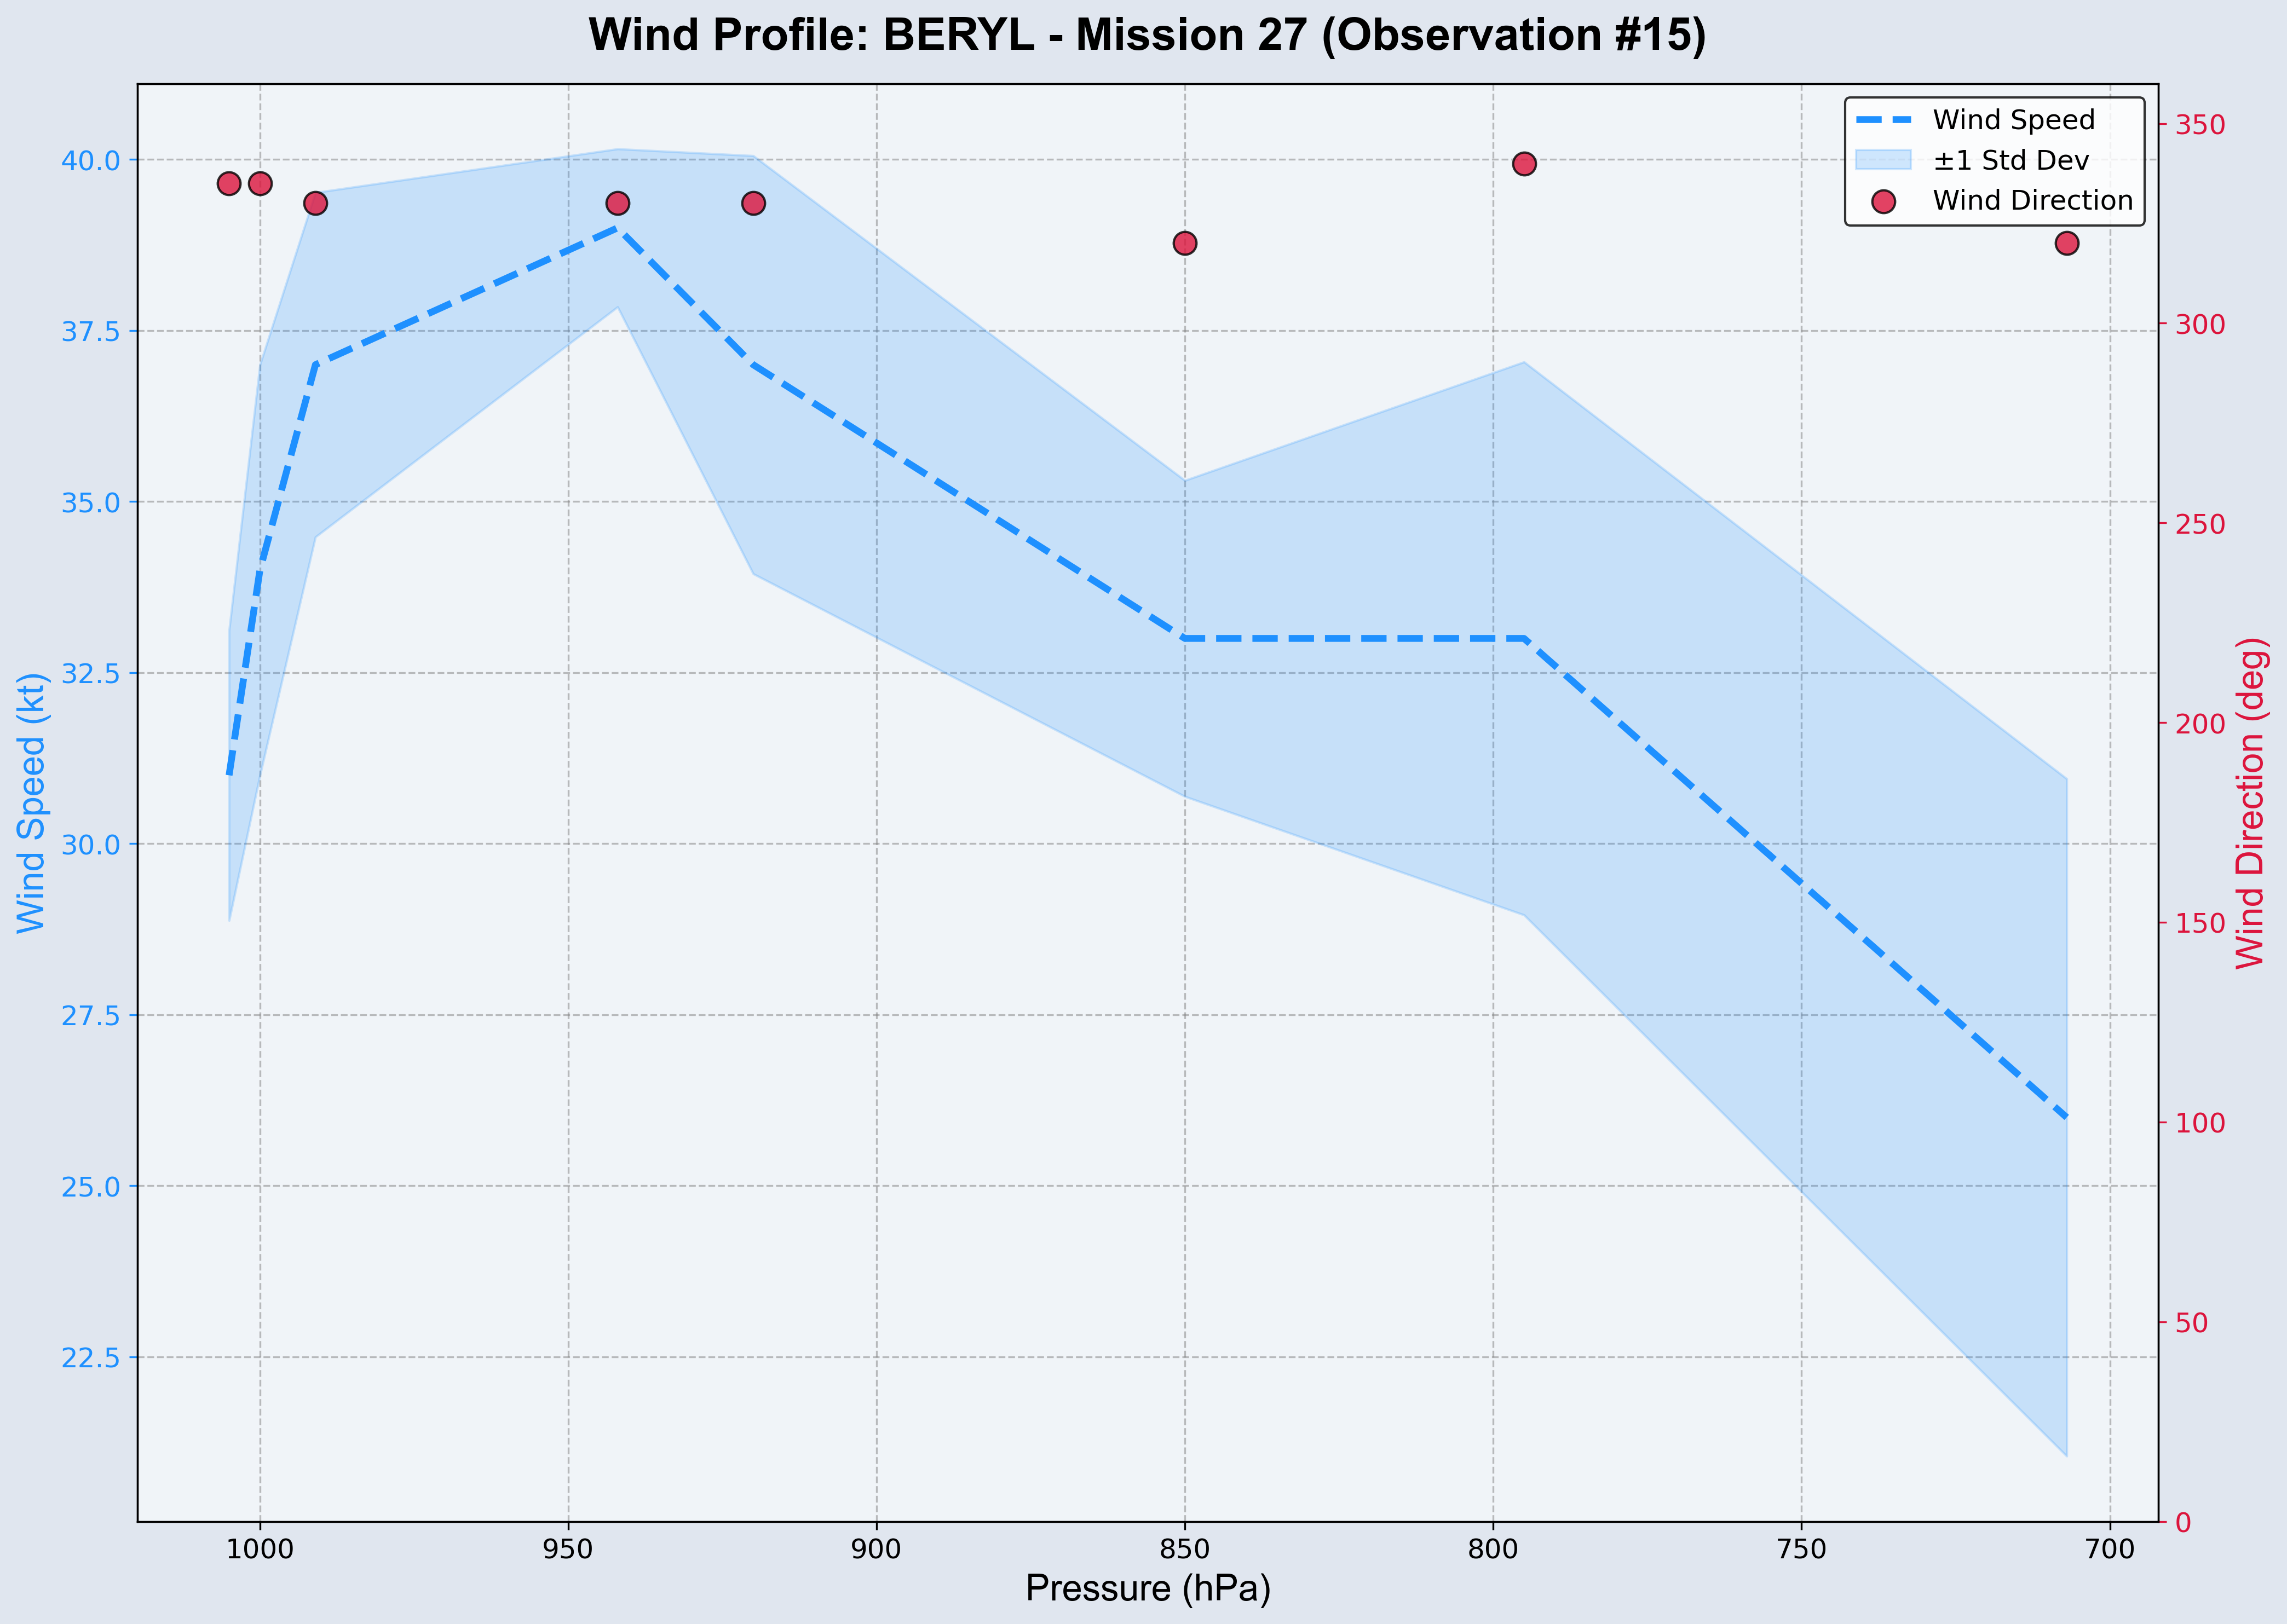 Wind Profile: BERYL - Mission 27 (Observation #15)
Wind Speed
±1 Std Dev
Wind Direction
Wind Speed (kt)
40.0
37.5
35.0
32.5
30.0
27.5
25.0
22.5
350
300
250
200
150
100
50
0
Wind Direction (deg)
1000 950 900 850 800 750 700
Pressure (hPa)